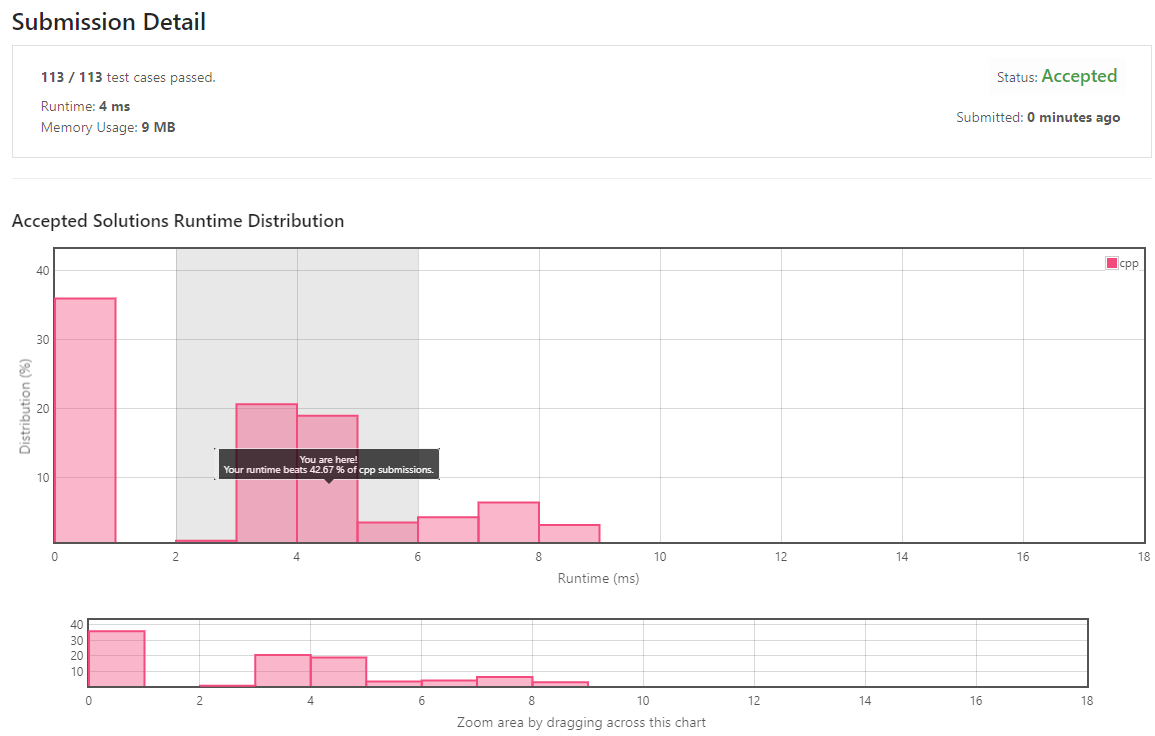 Submission Detail
113 / 113 test cases passed.
Status: Accepted
Runtime: 4 ms
Memory Usage: 9 MB
Submitted: 0 minutes ago
Accepted Solutions Runtime Distribution
cpp
40
30
20
10
Distribution (%)
You are here!
Your runtime beats 42.67 % of cpp submissions.
0 2 4 6 8 10 12 14 16 18
Runtime (ms)
40
30
20
10
0 2 4 6 8 10 12 14 16 18
Zoom area by dragging across this chart